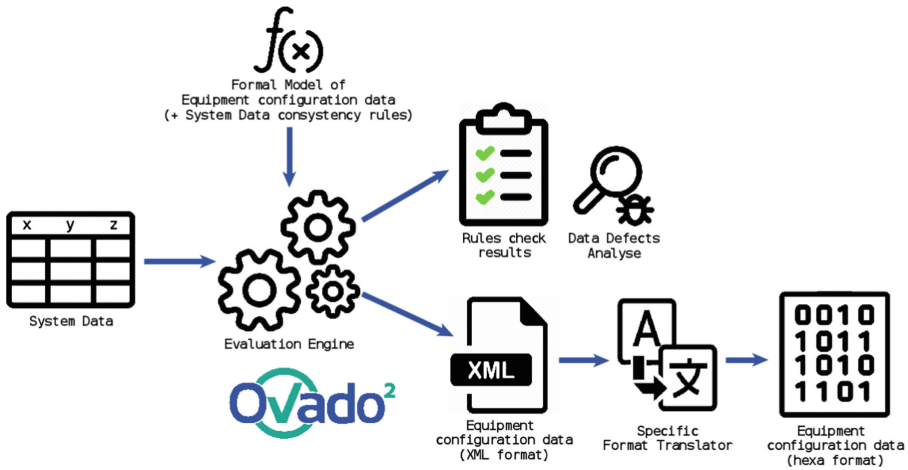 f(x)
Formal Model of
Equipment configuration data
(+ System Data consystency rules)
x y z
System Data
Evaluation Engine
Ovado²
Rules check
results
Data Defects
Analyse
XML
Equipment
configuration data
(XML format)
A
文
Specific
Format Translator
0010
1011
1010
1101
Equipment
configuration data
(hexa format)